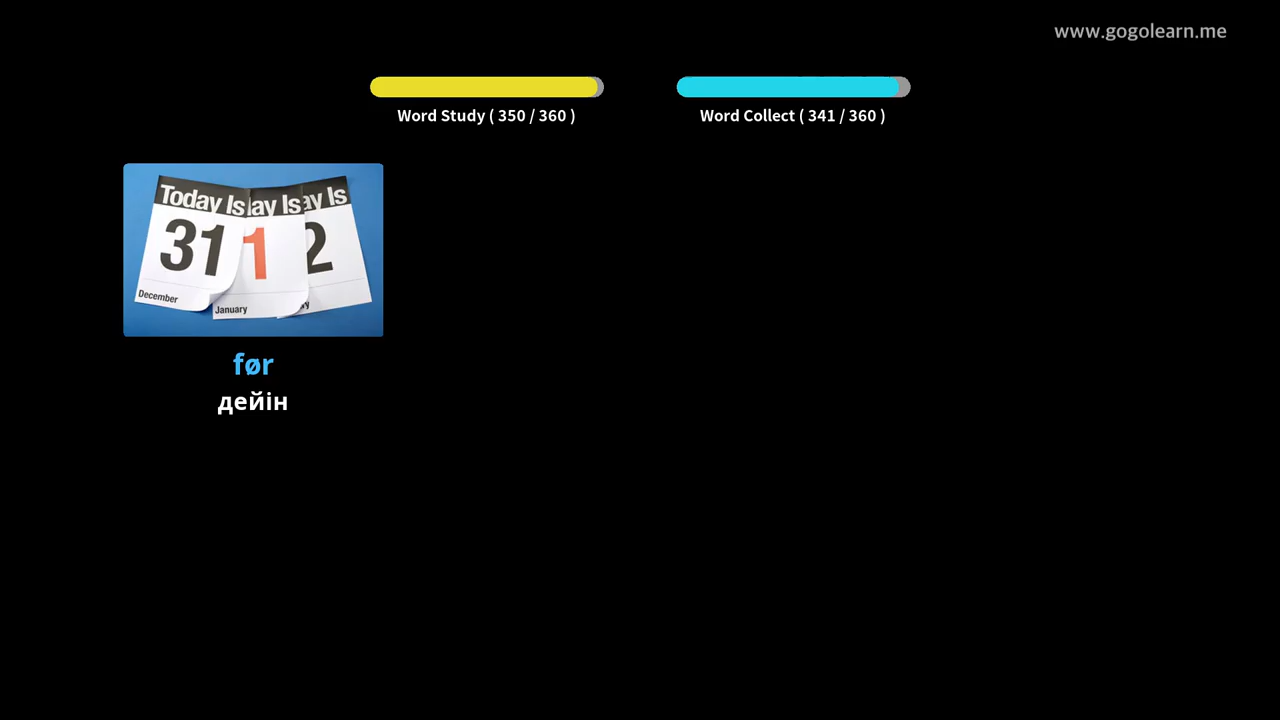 www.gogolearn.me
Word Study ( 350 / 360 )
Word Collect ( 341 / 360 )
Today Is
ay Is
ay Is
31
1
2
December
January
ry
før
дейін